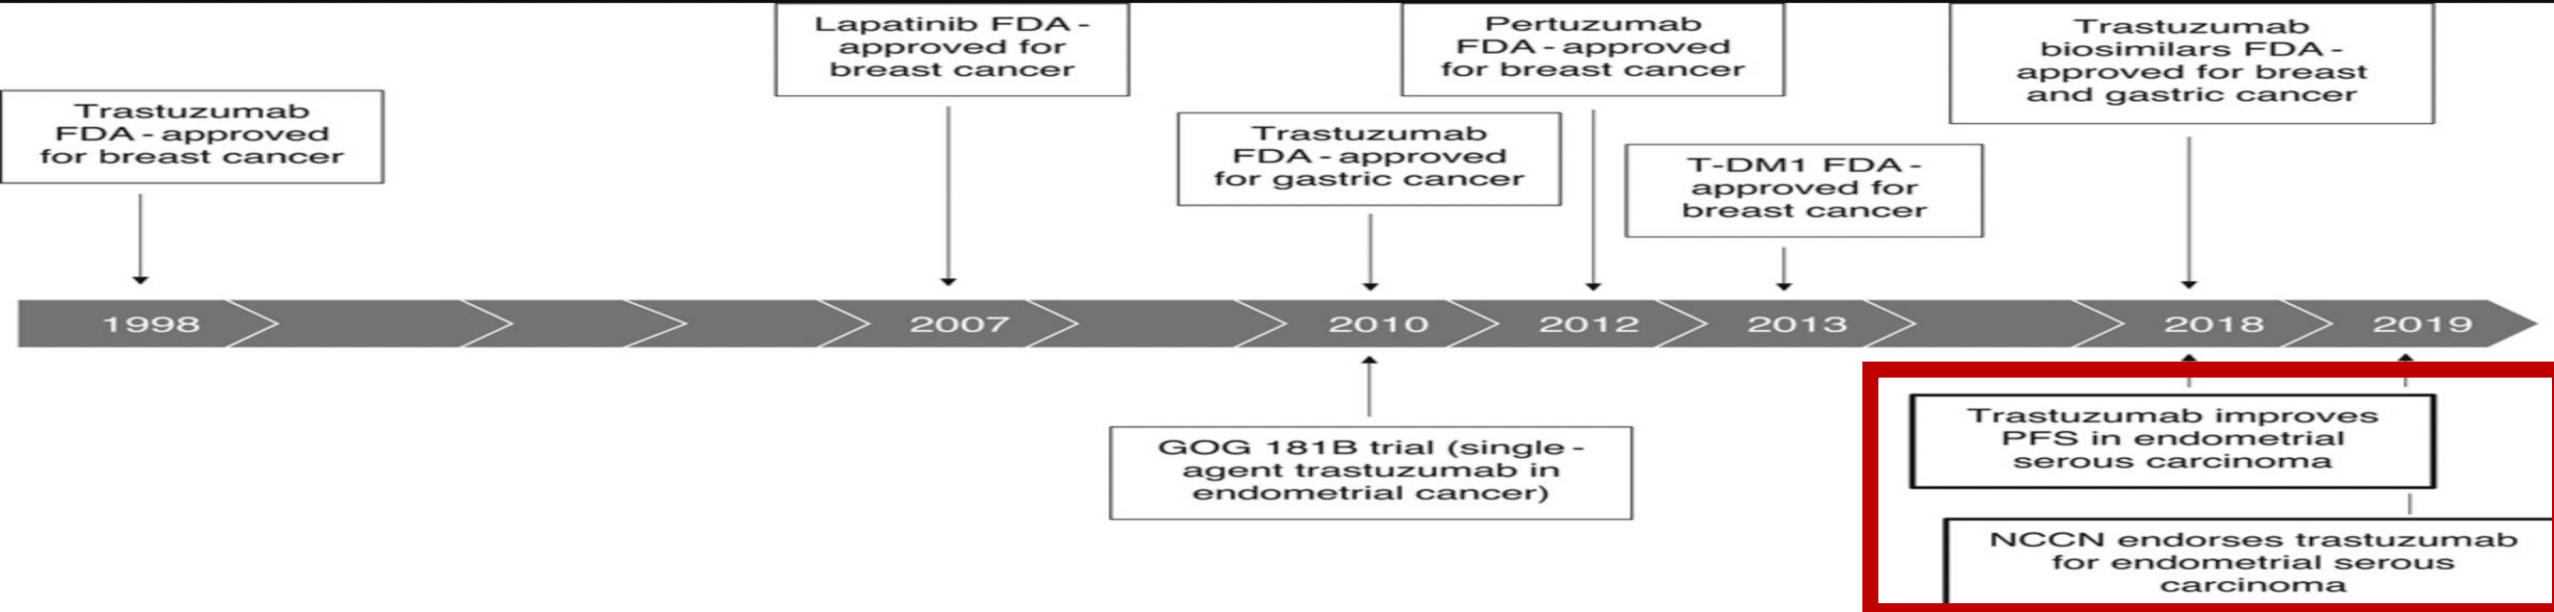 Lapatinib FDA -
approved for
breast cancer
Pertuzumab
FDA - approved
for breast cancer
Trastuzumab
biosimilars FDA -
approved for breast
and gastric cancer
Trastuzumab
FDA - approved
for breast cancer
Trastuzumab
FDA - approved
for gastric cancer
T-DM1 FDA -
approved for
breast cancer
1998
2007
2010
2012
2013
2018
2019
GOG 181B trial (single -
agent trastuzumab in
endometrial cancer)
Trastuzumab improves
PFS in endometrial
serous carcinoma
NCCN endorses trastuzumab
for endometrial serous
carcinoma